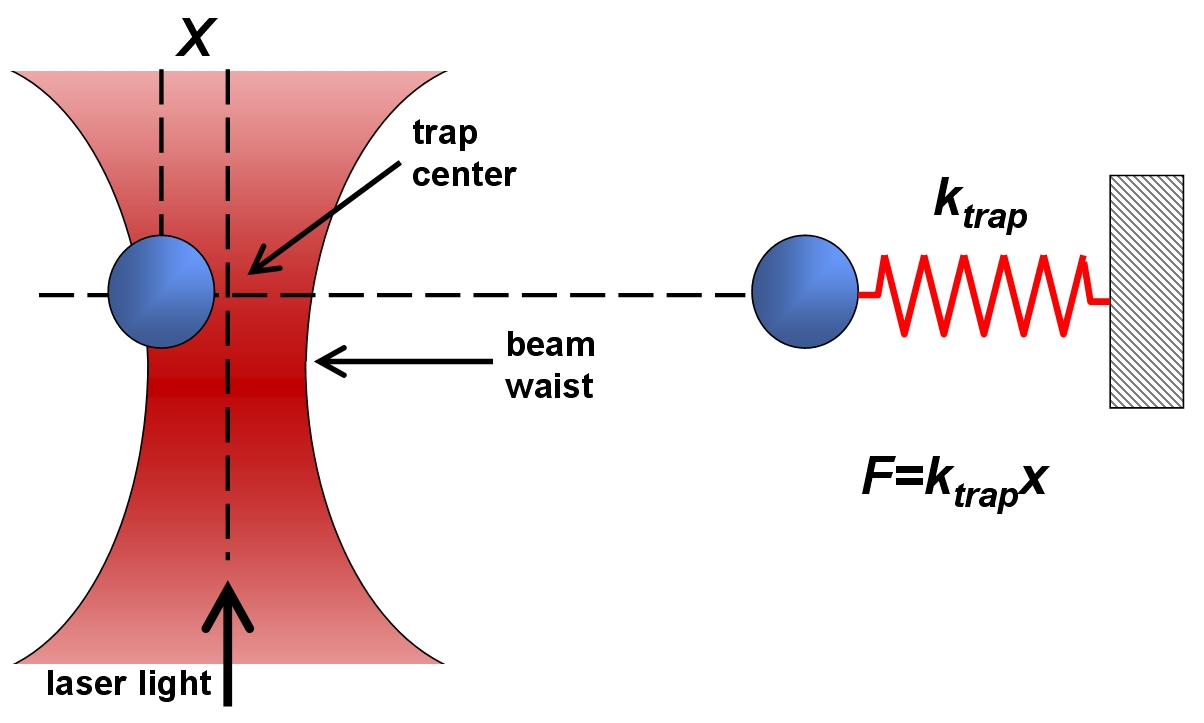 X
trap
center
k_trap
beam
waist
F=k_trap x
laser light